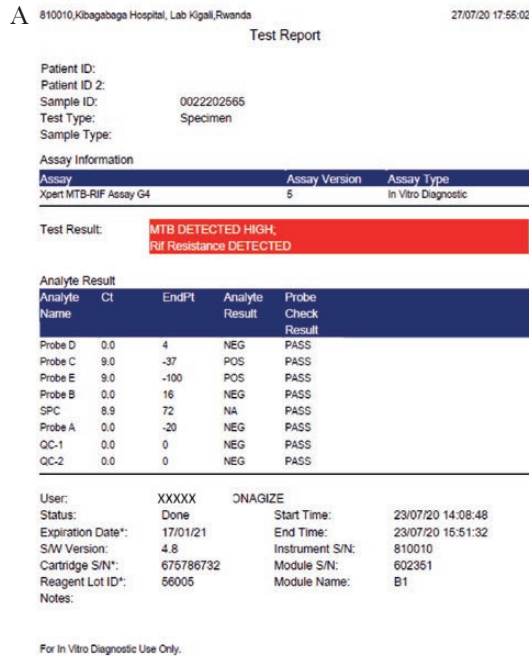 A
810010,Kibagabaga Hospital, Lab Kigali,Rwanda 27/07/20 17:55:02
Test Report
Patient ID:
Patient ID 2:
Sample ID: 0022202565
Test Type: Specimen
Sample Type:
Assay Information
Assay Assay Version Assay Type
Xpert MTB-RIF Assay G4 5 In Vitro Diagnostic
Test Result: MTB DETECTED HIGH;
Rif Resistance DETECTED
Analyte Result
Analyte Name Ct EndPt Analyte Result Probe Check Result
Probe D 0.0 4 NEG PASS
Probe C 9.0 -37 POS PASS
Probe E 9.0 -100 POS PASS
Probe B 0.0 16 NEG PASS
SPC 8.9 72 NA PASS
Probe A 0.0 -20 NEG PASS
QC-1 0.0 0 NEG PASS
QC-2 0.0 0 NEG PASS
User: XXXXX ONAGIZE
Status: Done Start Time: 23/07/20 14:08:48
Expiration Date*: 17/01/21 End Time: 23/07/20 15:51:32
S/W Version: 4.8 Instrument S/N: 810010
Cartridge S/N*: 675786732 Module S/N: 602351
Reagent Lot ID*: 56005 Module Name: B1
Notes:
For In Vitro Diagnostic Use Only.